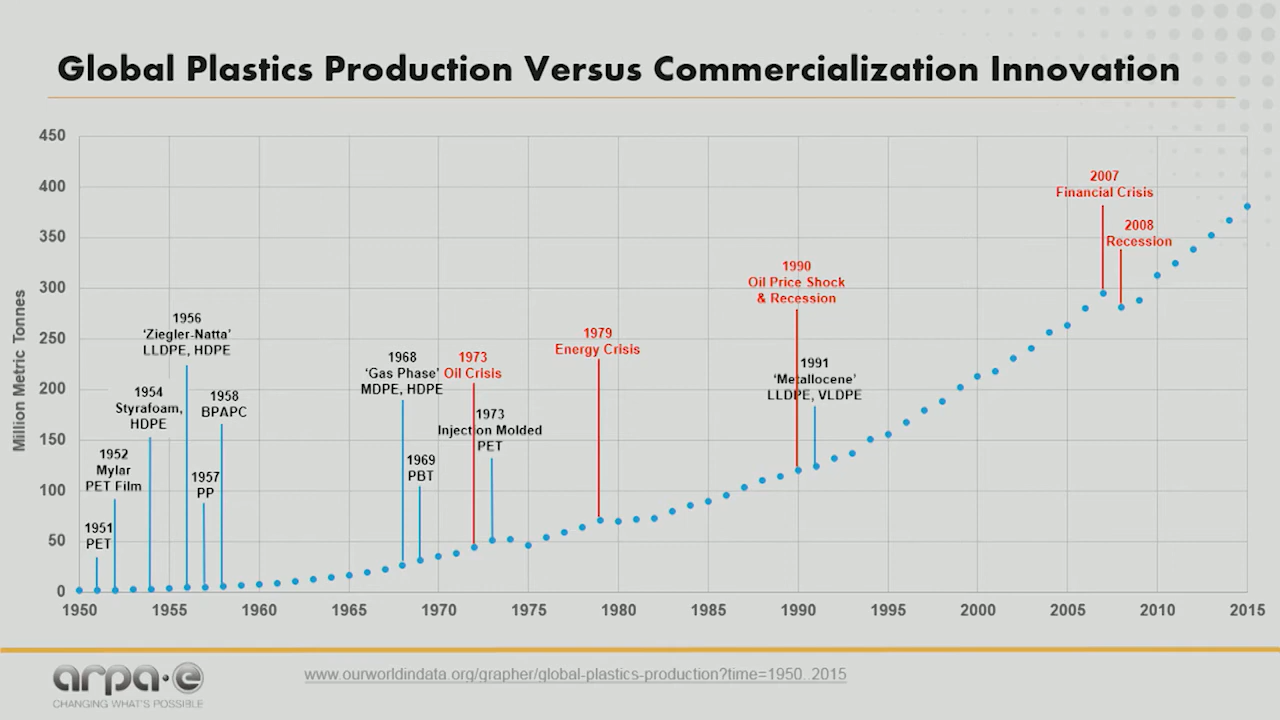 Global Plastics Production Versus Commercialization Innovation
Million Metric Tonnes
450
400
350
300
250
200
150
100
50
0
1951
PET
1952
Mylar
PET Film
1954
Styrafoam,
HDPE
1956
‘Ziegler-Natta’
LLDPE, HDPE
1957
PP
1958
BPAPC
1968
‘Gas Phase’
MDPE, HDPE
1969
PBT
1973
Oil Crisis
1973
Injection Molded
PET
1979
Energy Crisis
1990
Oil Price Shock
& Recession
1991
‘Metallocene’
LLDPE, VLDPE
2007
Financial Crisis
2008
Recession
1950 1955 1960 1965 1970 1975 1980 1985 1990 1995 2000 2005 2010 2015
arpa·e
CHANGING WHAT'S POSSIBLE
www.ourworldindata.org/grapher/global-plastics-production?time=1950..2015